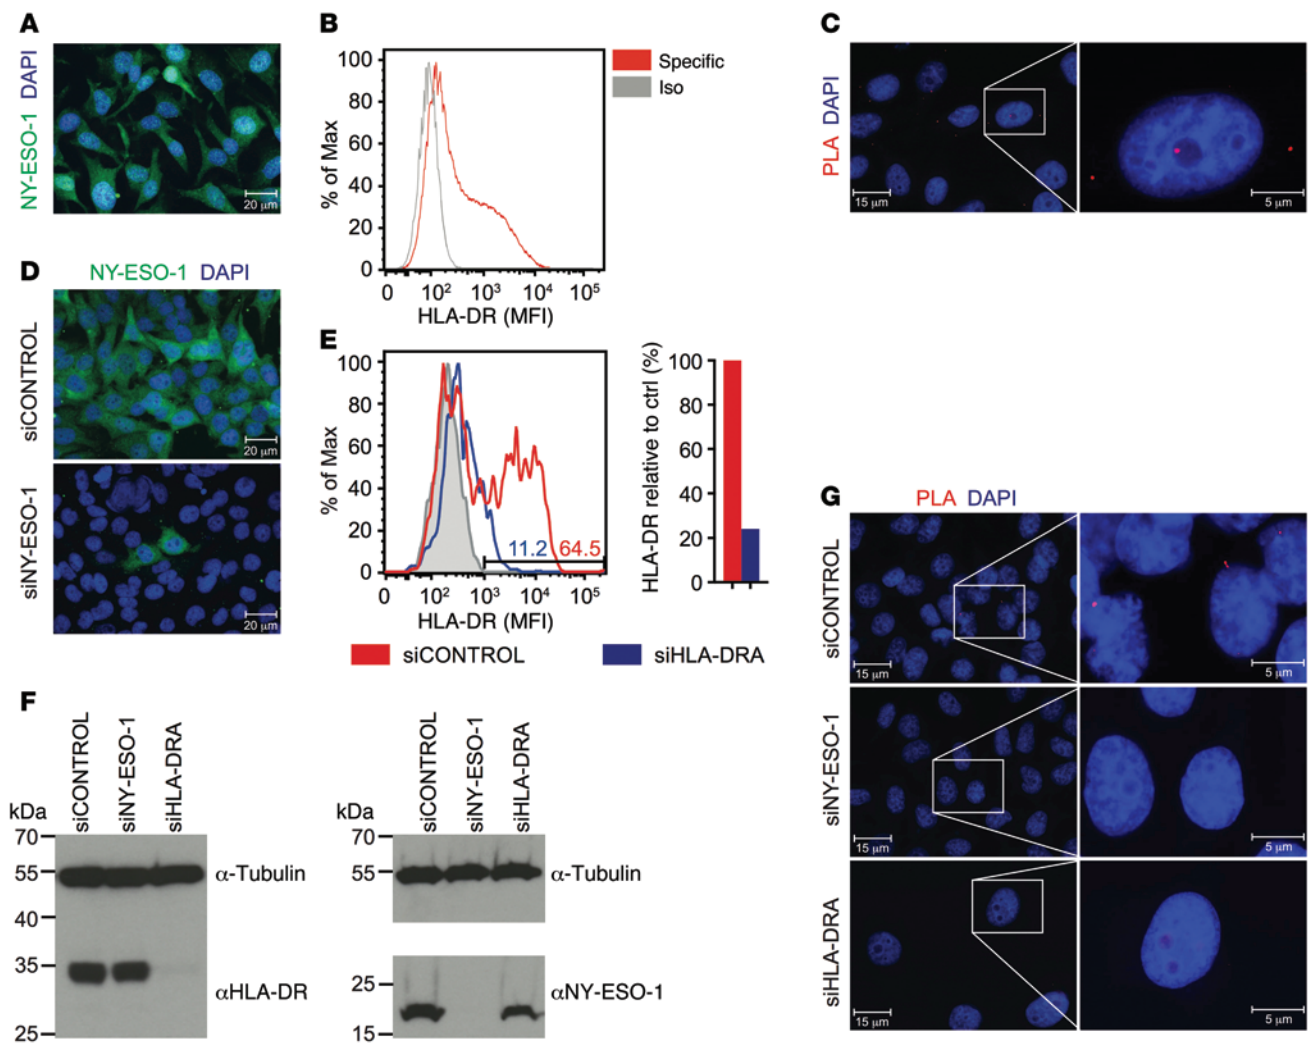 A
NY-ESO-1 DAPI
20 µm
B
100
80
60
40
20
0
% of Max
0 10² 10³ 10⁴ 10⁵
HLA-DR (MFI)
Specific
Iso
C
PLA DAPI
15 µm
5 µm
D
NY-ESO-1 DAPI
siCONTROL
20 µm
siNY-ESO-1
20 µm
E
100
80
60
40
20
0
% of Max
11.2 64.5
0 10² 10³ 10⁴ 10⁵
HLA-DR (MFI)
HLA-DR relative to ctrl (%)
100
80
60
40
20
0
siCONTROL
siHLA-DRA
F
kDa
siCONTROL
siNY-ESO-1
siHLA-DRA
70
55
40
35
25
α-Tubulin
αHLA-DR
kDa
siCONTROL
siNY-ESO-1
siHLA-DRA
70
55
25
15
α-Tubulin
αNY-ESO-1
G
PLA DAPI
siCONTROL
15 µm
5 µm
siNY-ESO-1
15 µm
5 µm
siHLA-DRA
15 µm
5 µm